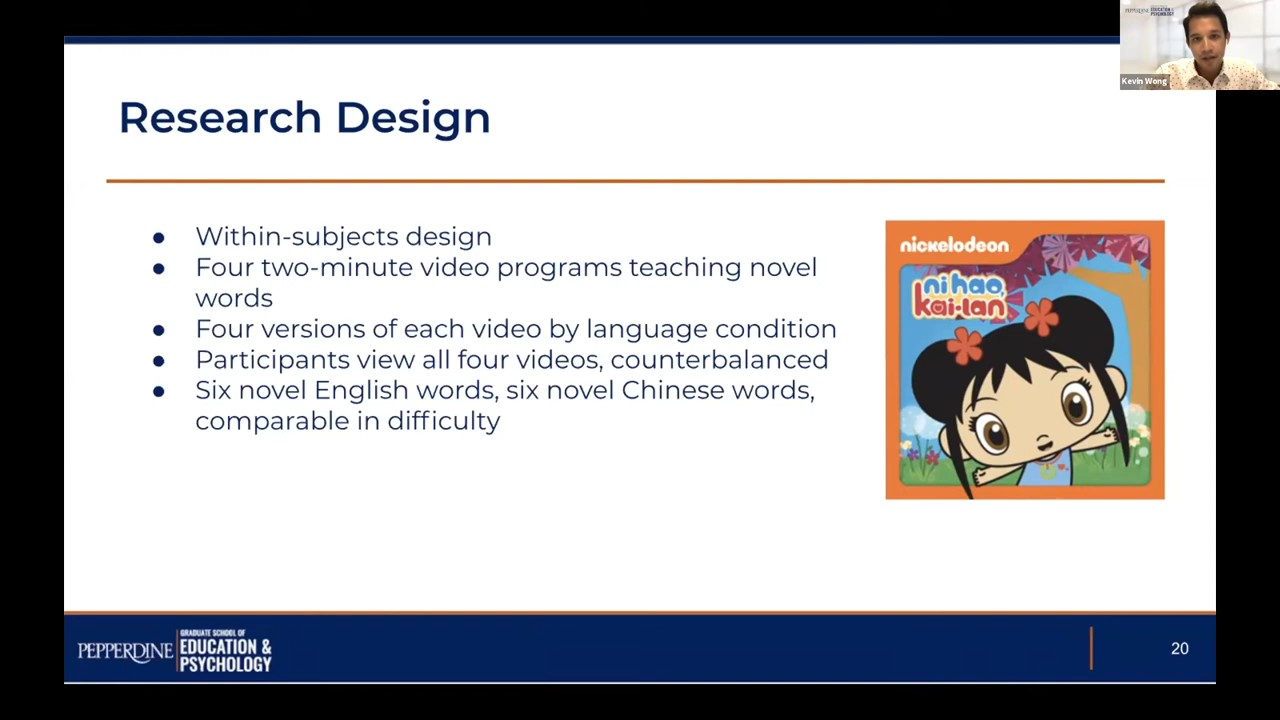 PEPPERDINE EDUCATION & PSYCHOLOGY
Kevin Wong
Research Design
● Within-subjects design
● Four two-minute video programs teaching novel
words
● Four versions of each video by language condition
● Participants view all four videos, counterbalanced
● Six novel English words, six novel Chinese words,
comparable in difficulty
nickelodeon
ni hao,
kai-lan
PEPPERDINE
GRADUATE SCHOOL OF
EDUCATION &
PSYCHOLOGY
20